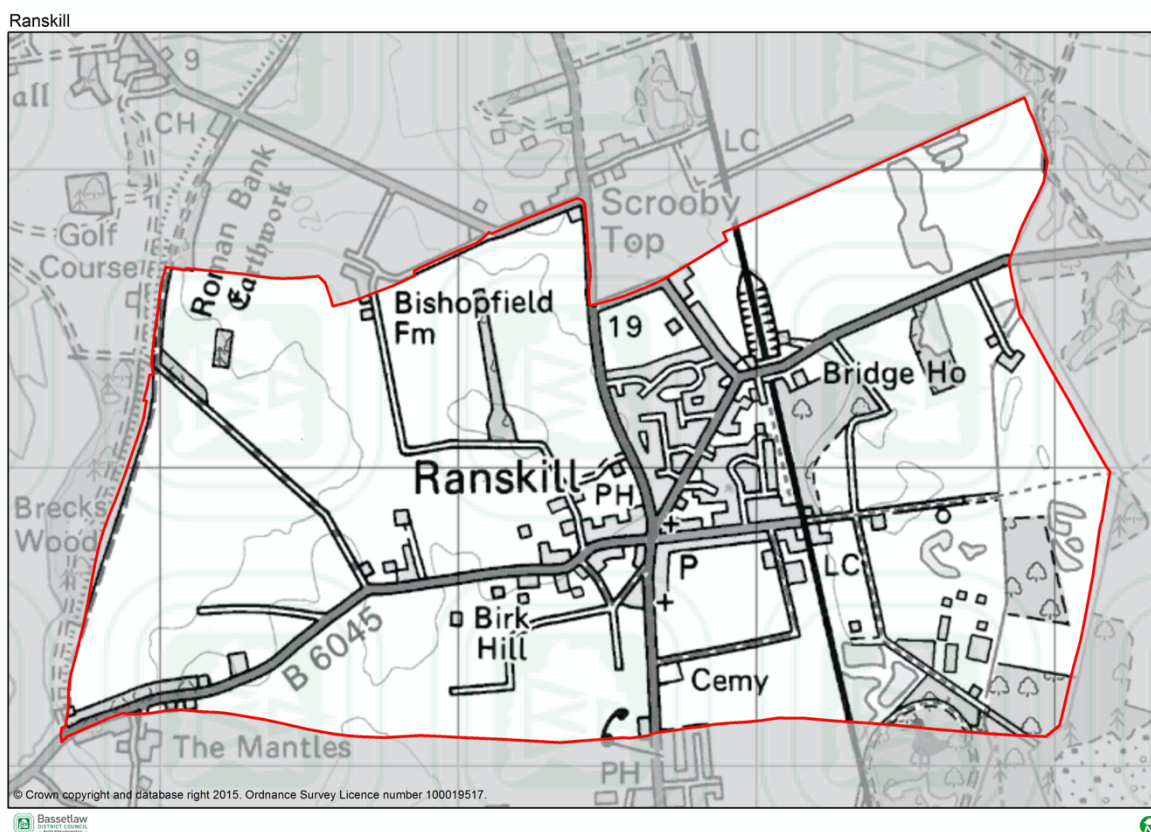 Ranskill
9
all
CH
LC
Roman Bank
Earthwork
Scrooby
Top
Golf
Course
Bishopfield
Fm
19
Bridge Ho
Ranskill
PH
Brecks
Wood
P
LC
Birk
Hill
B 6045
Cemy
The Mantles
PH
© Crown copyright and database right 2015. Ordnance Survey Licence number 100019517.
Bassetlaw
DISTRICT COUNCIL